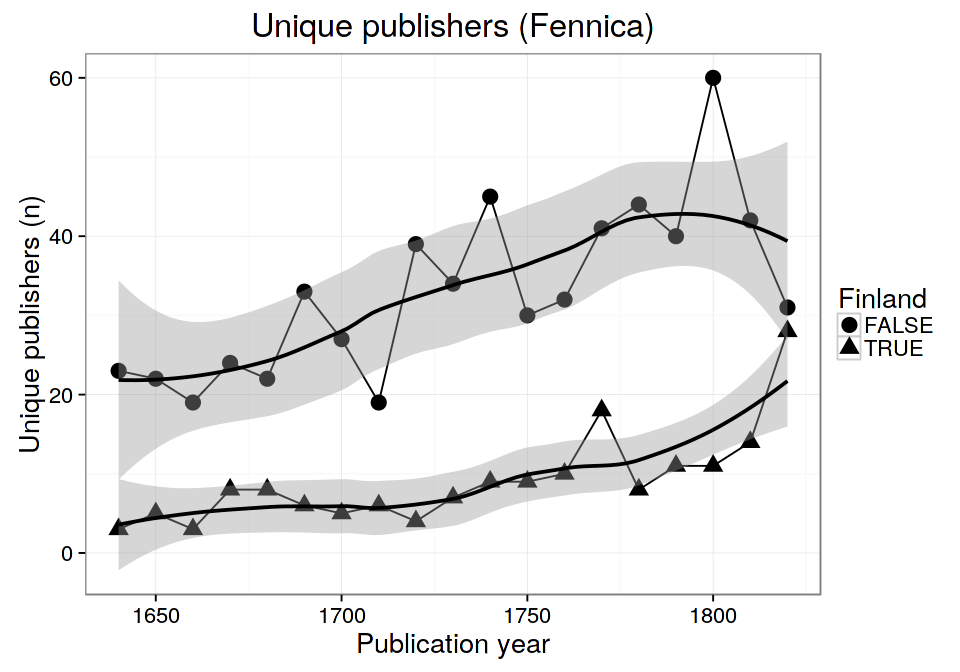 Unique publishers (Fennica)
Unique publishers (n)
60
40
20
0
1650 1700 1750 1800
Publication year
Finland
FALSE
TRUE